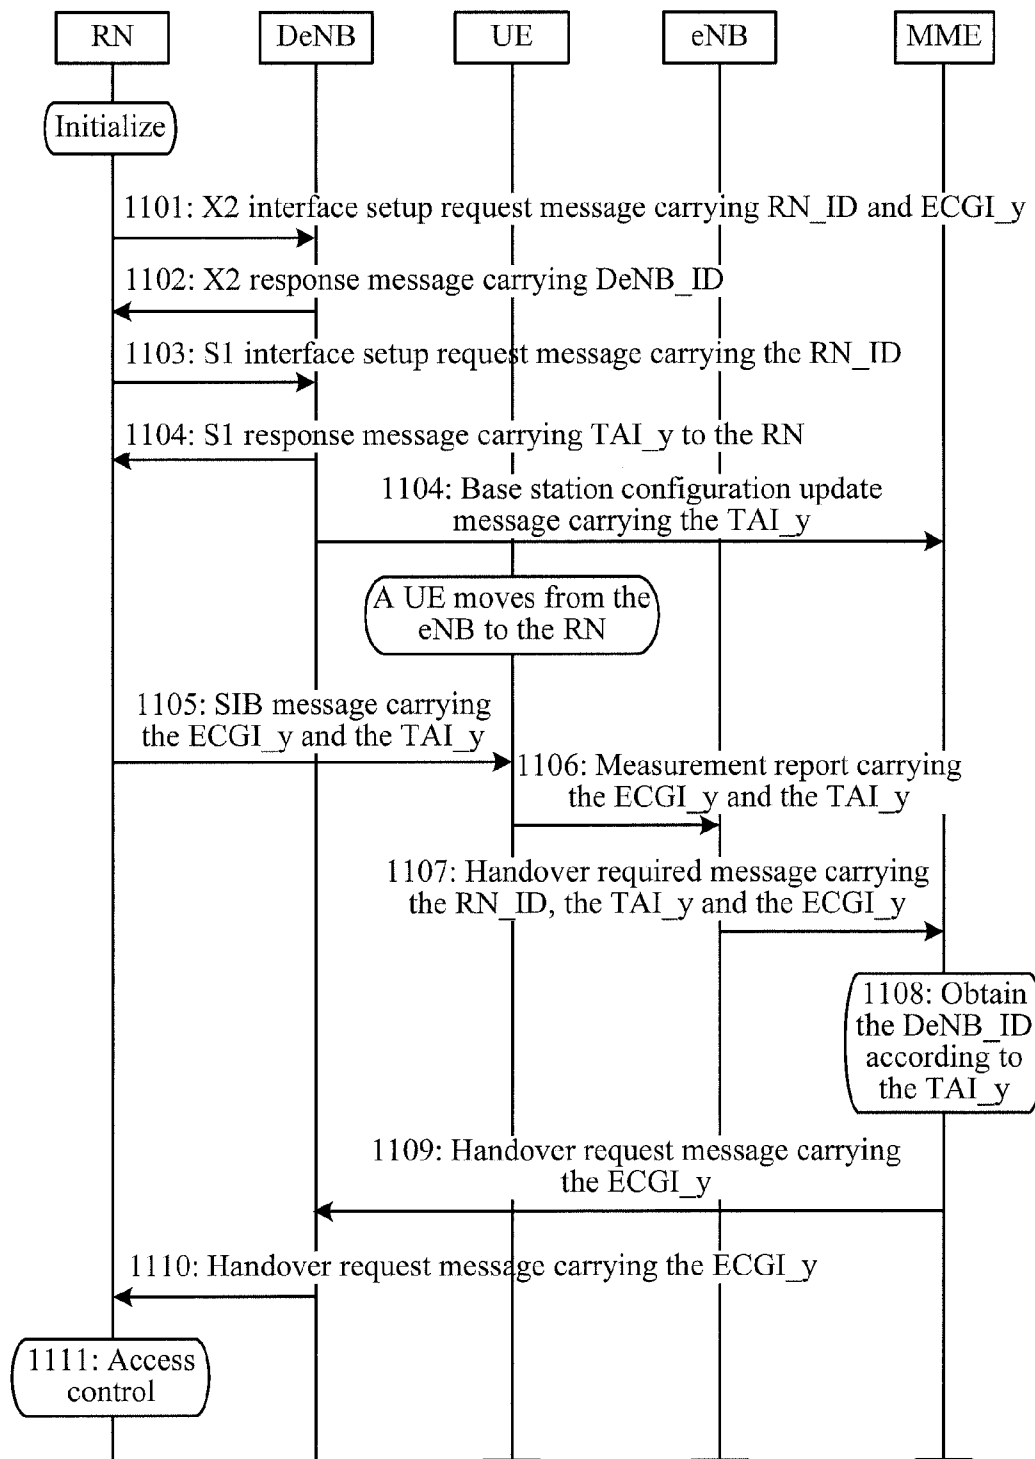 RN DeNB UE eNB MME
Initialize
1101: X2 interface setup request message carrying RN_ID and ECGI_y
1102: X2 response message carrying DeNB_ID
1103: S1 interface setup request message carrying the RN_ID
1104: S1 response message carrying TAI_y to the RN
1104: Base station configuration update
message carrying the TAI_y
A UE moves from the
eNB to the RN
1105: SIB message carrying
the ECGI_y and the TAI_y
1106: Measurement report carrying
the ECGI_y and the TAI_y
1107: Handover required message carrying
the RN_ID, the TAI_y and the ECGI_y
1108: Obtain
the DeNB_ID
according to
the TAI_y
1109: Handover request message carrying
the ECGI_y
1110: Handover request message carrying the ECGI_y
1111: Access
control